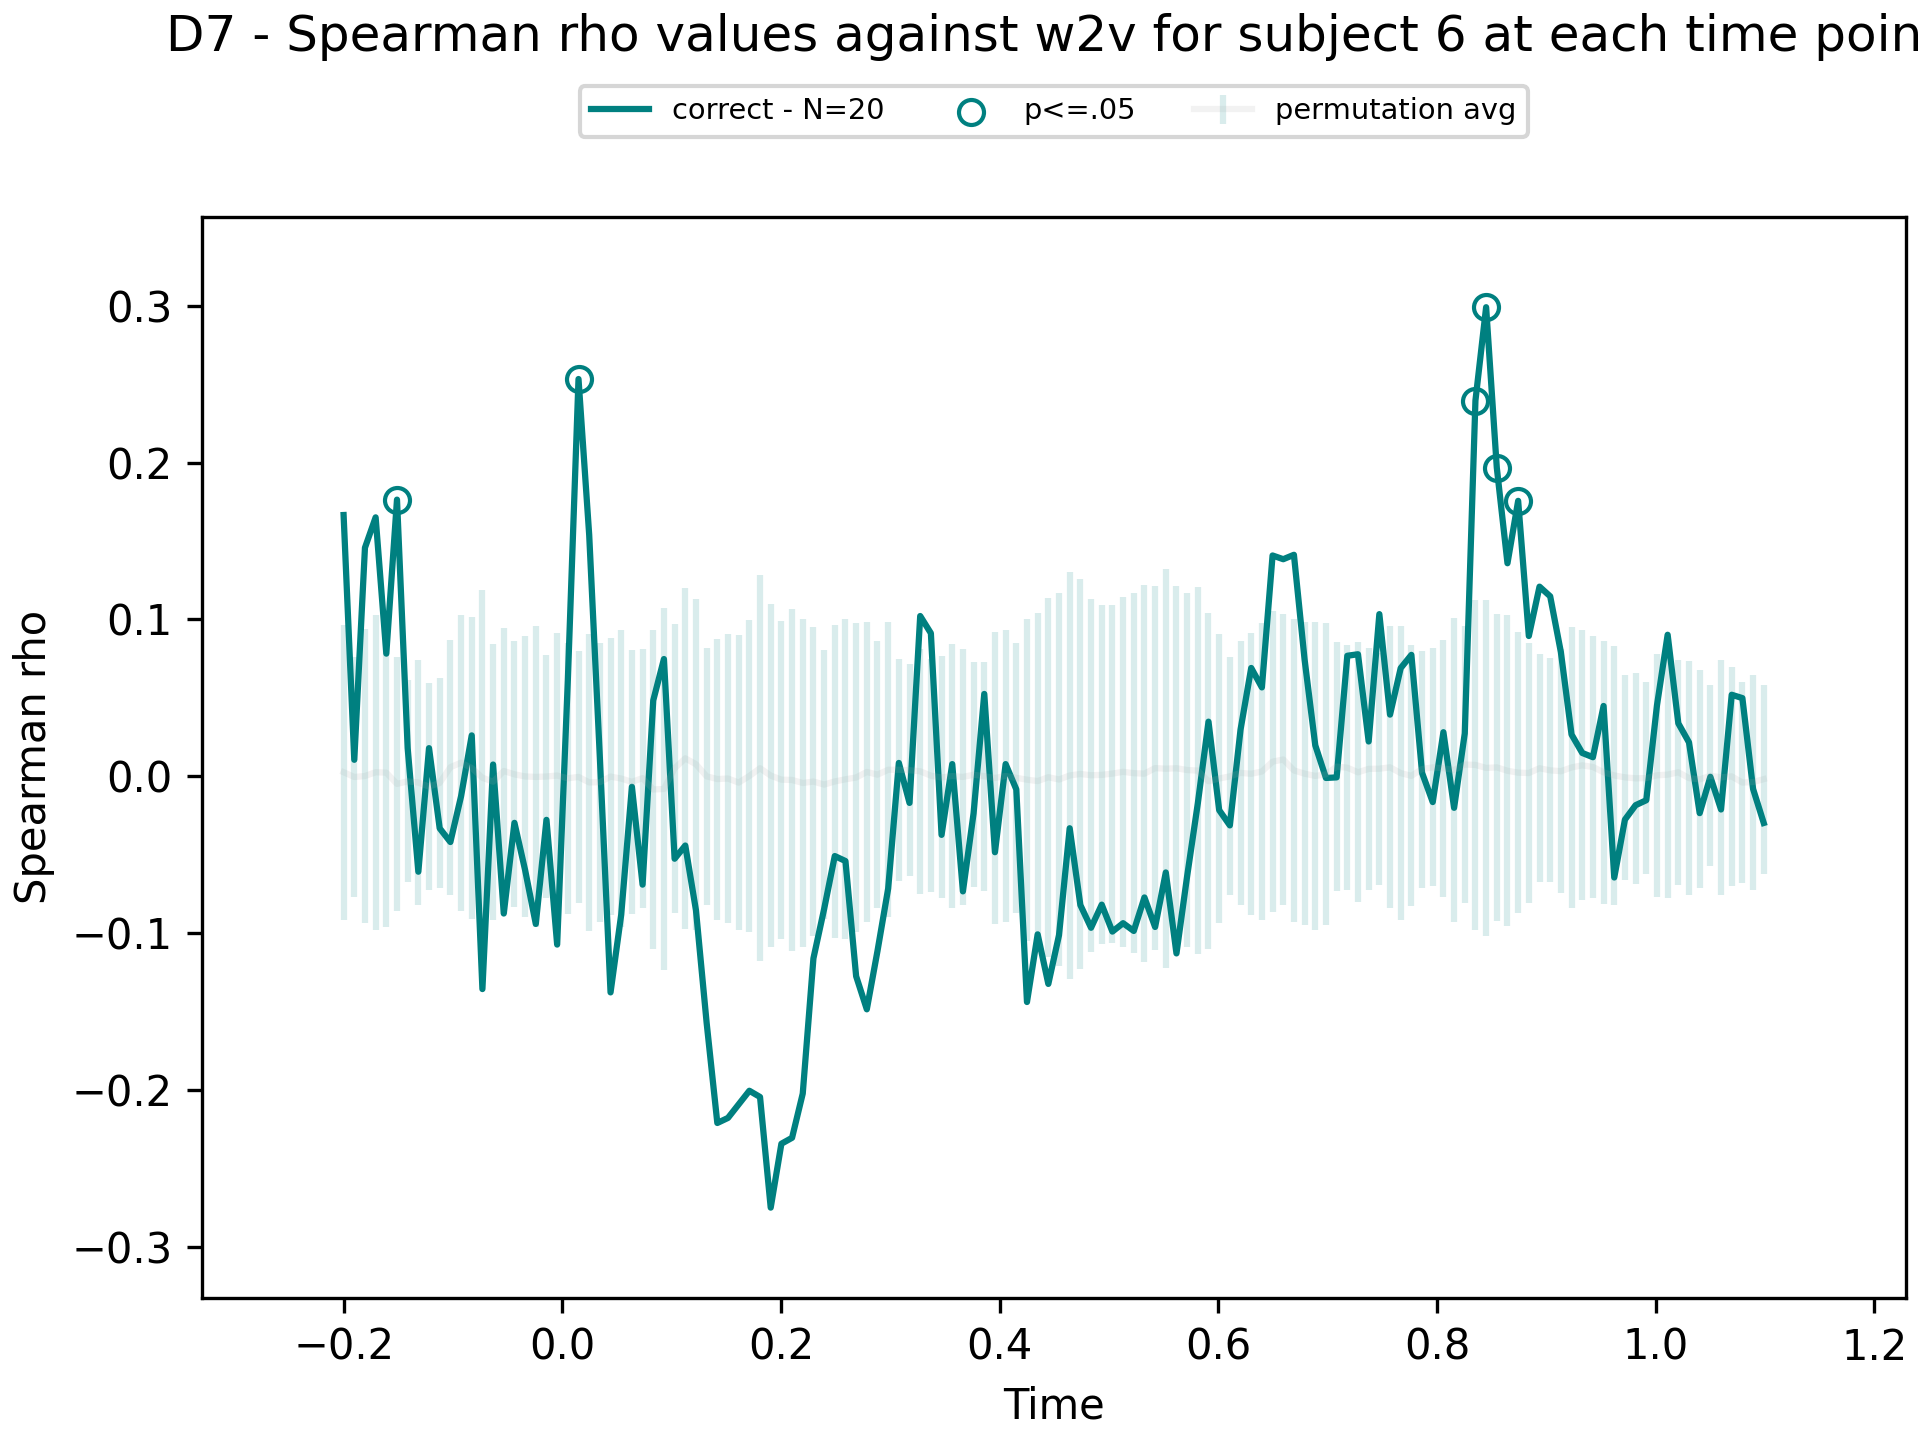 D7 - Spearman rho values against w2v for subject 6 at each time poin
correct - N=20 p<=.05 permutation avg
Spearman rho
0.3
0.2
0.1
0.0
−0.1
−0.2
−0.3
−0.2 0.0 0.2 0.4 0.6 0.8 1.0 1.2
Time